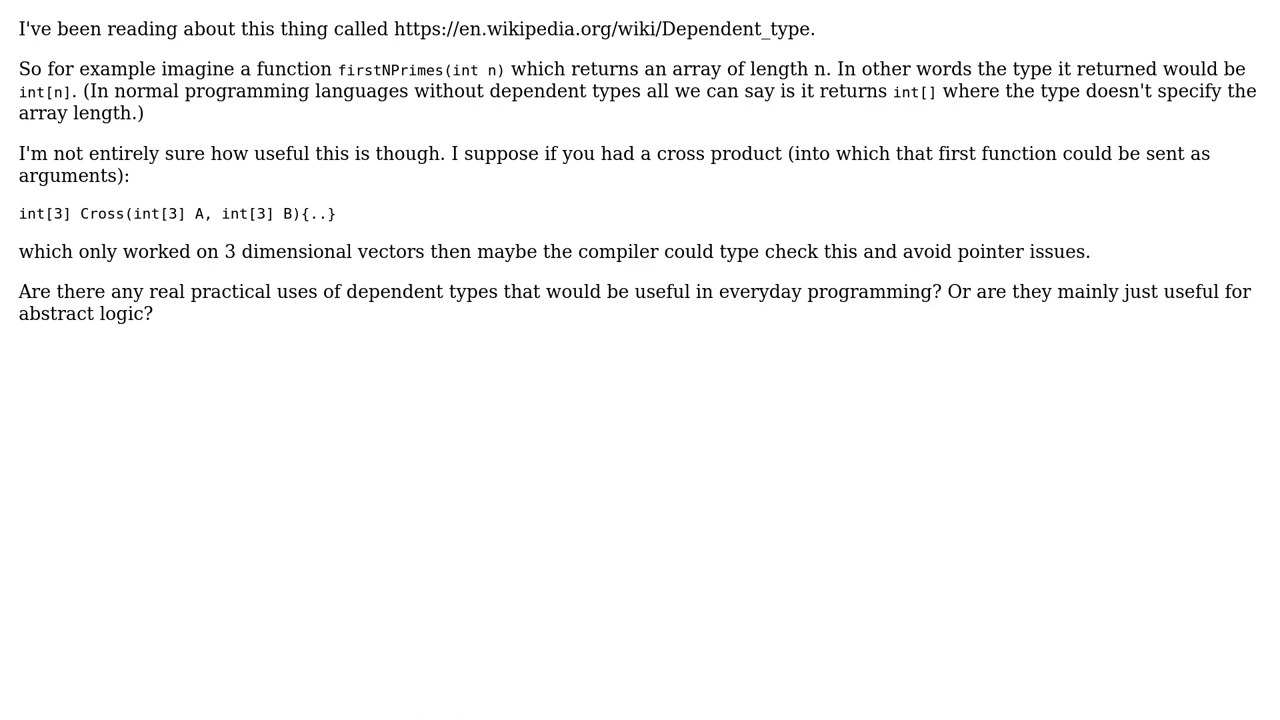 I've been reading about this thing called https://en.wikipedia.org/wiki/Dependent_type.
So for example imagine a function firstNPrimes(int n) which returns an array of length n. In other words the type it returned would be
int[n]. (In normal programming languages without dependent types all we can say is it returns int[] where the type doesn't specify the
array length.)
I'm not entirely sure how useful this is though. I suppose if you had a cross product (into which that first function could be sent as
arguments):
int[3] Cross(int[3] A, int[3] B){..}
which only worked on 3 dimensional vectors then maybe the compiler could type check this and avoid pointer issues.
Are there any real practical uses of dependent types that would be useful in everyday programming? Or are they mainly just useful for
abstract logic?